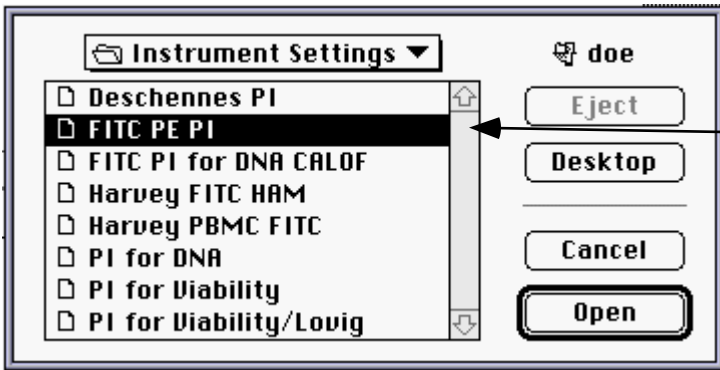 Instrument Settings
doe
Deschennes PI
FITC PE PI
FITC PI for DNA CALOF
Harvey FITC HAM
Harvey PBMC FITC
PI for DNA
PI for Viability
PI for Viability/Lovig
Eject
Desktop
Cancel
Open